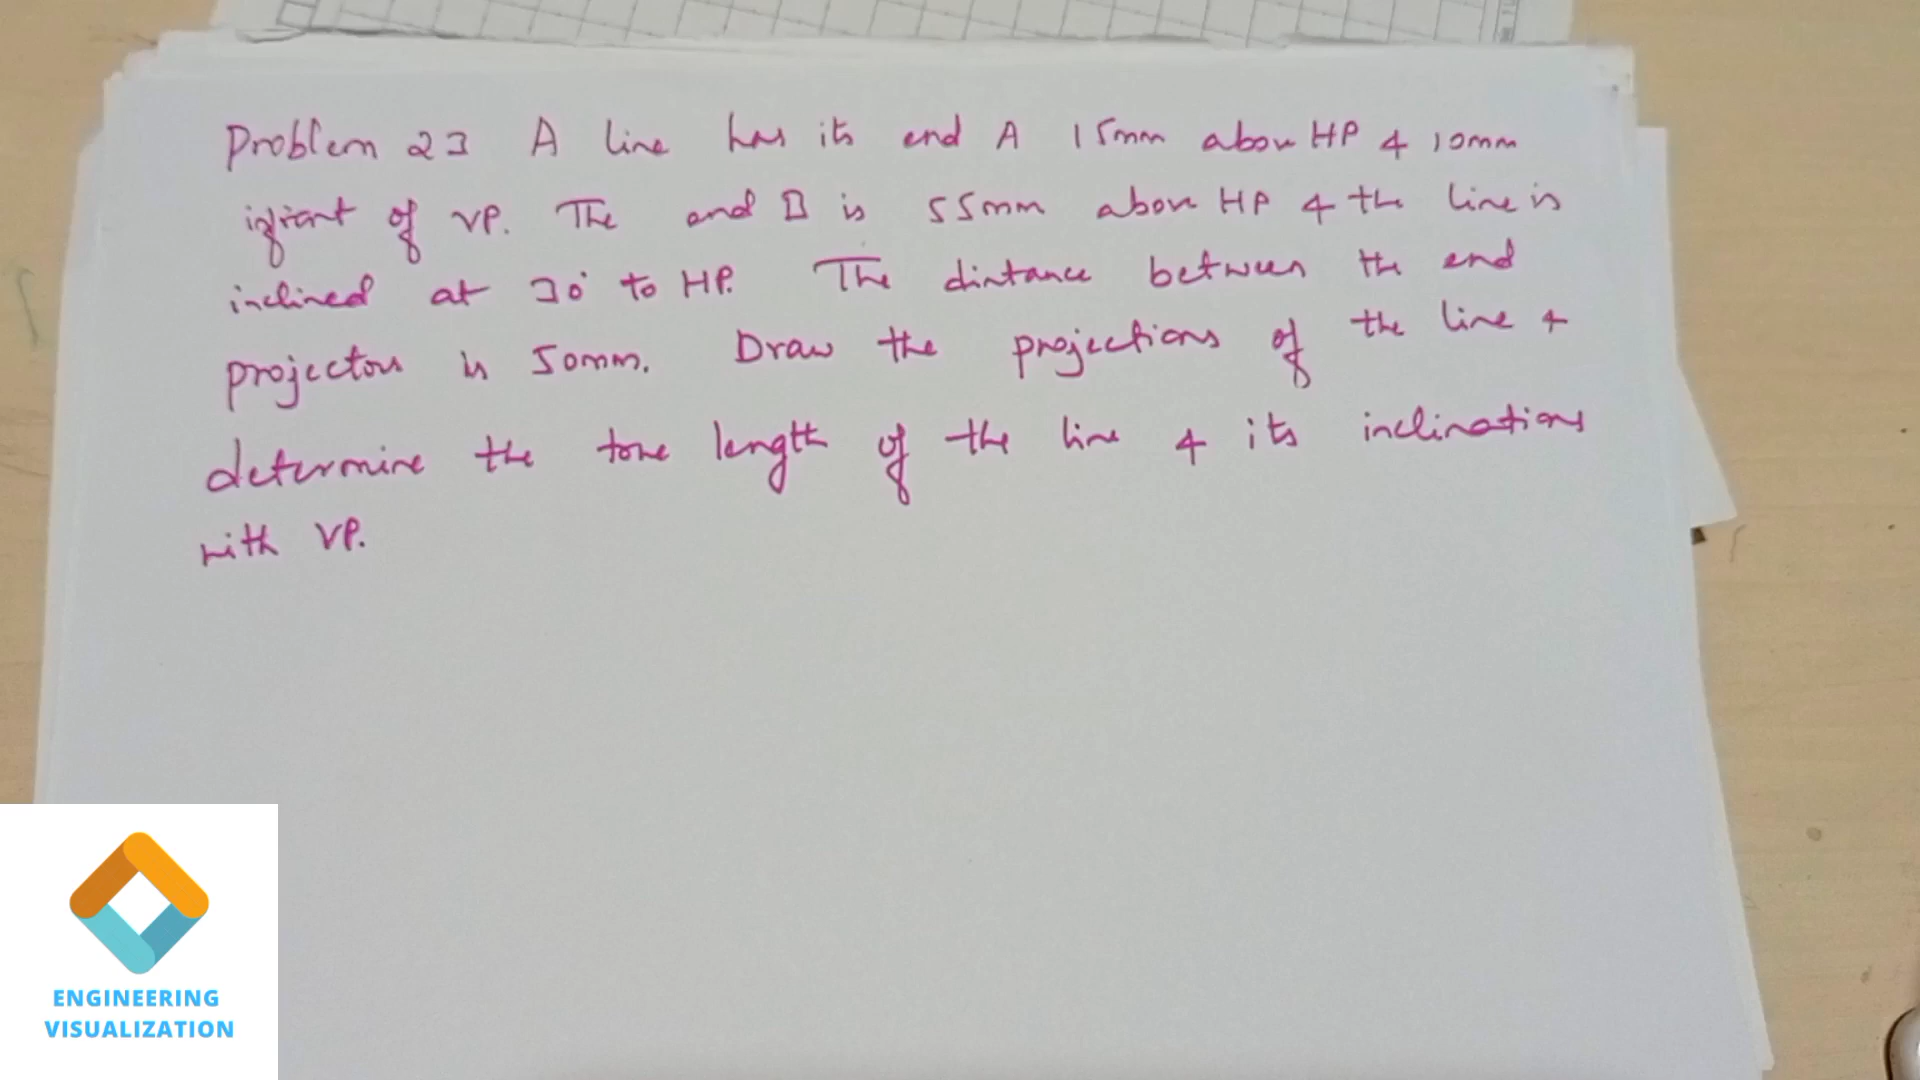 Problem 23 A line has its end A 15mm above HP & 10mm
infront of VP. The end B is 55mm above HP & the line is
inclined at 30° to HP. The distance between the end
projectors is 50mm. Draw the projections of the line &
determine the true length of the line & its inclinations
with VP.
ENGINEERING
VISUALIZATION